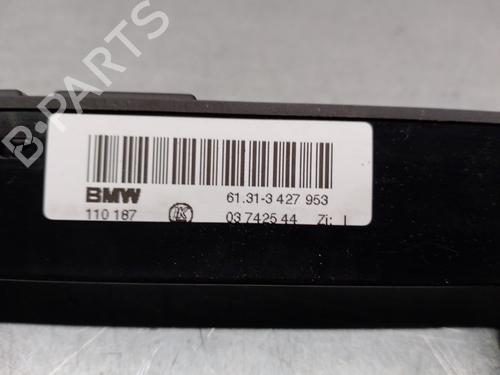 B-PARTS
BMW 61.31-3 427 953
110 187 03 742544 Zi: I